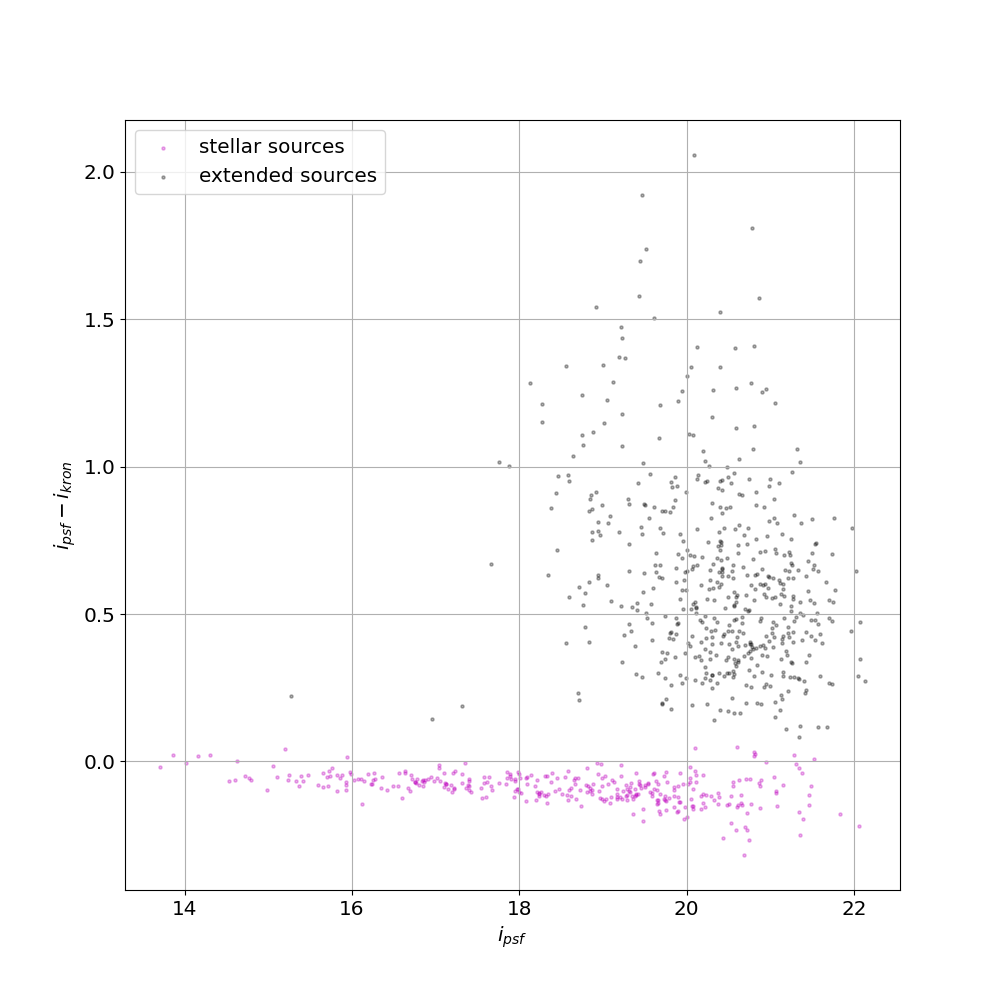 stellar sources
extended sources
2.0
1.5
1.0
0.5
0.0
i_psf − i_kron
14 16 18 20 22
i_psf